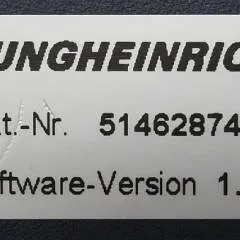 UNGHEINRIC
t.-Nr. 51462874
ftware-Version 1.